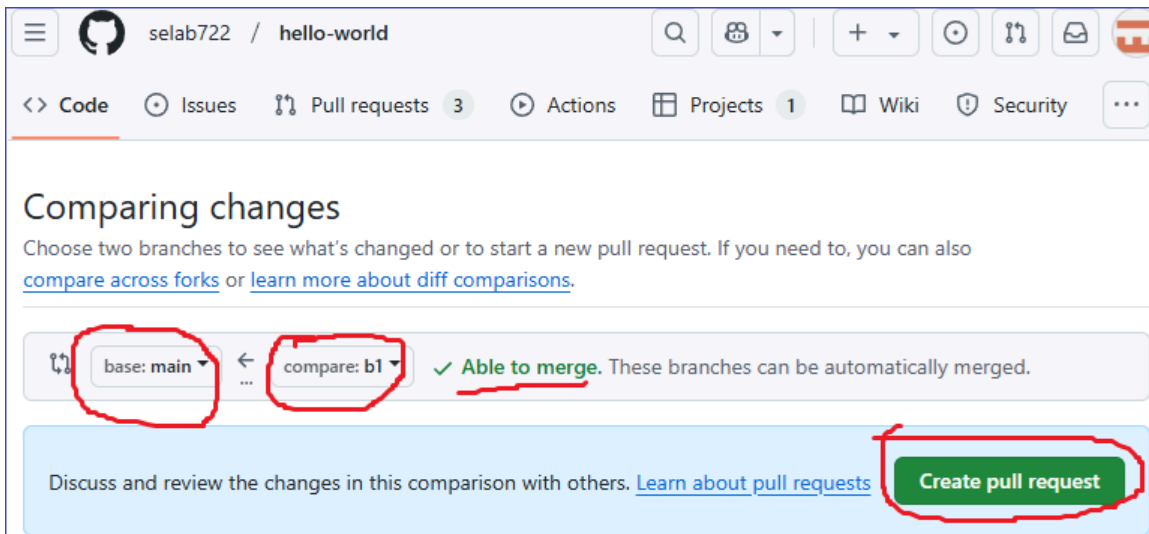 selab722 / hello-world
Code Issues Pull requests 3 Actions Projects 1 Wiki Security
Comparing changes
Choose two branches to see what's changed or to start a new pull request. If you need to, you can also
compare across forks or learn more about diff comparisons.
base: main compare: b1 Able to merge. These branches can be automatically merged.
Discuss and review the changes in this comparison with others. Learn about pull requests Create pull request